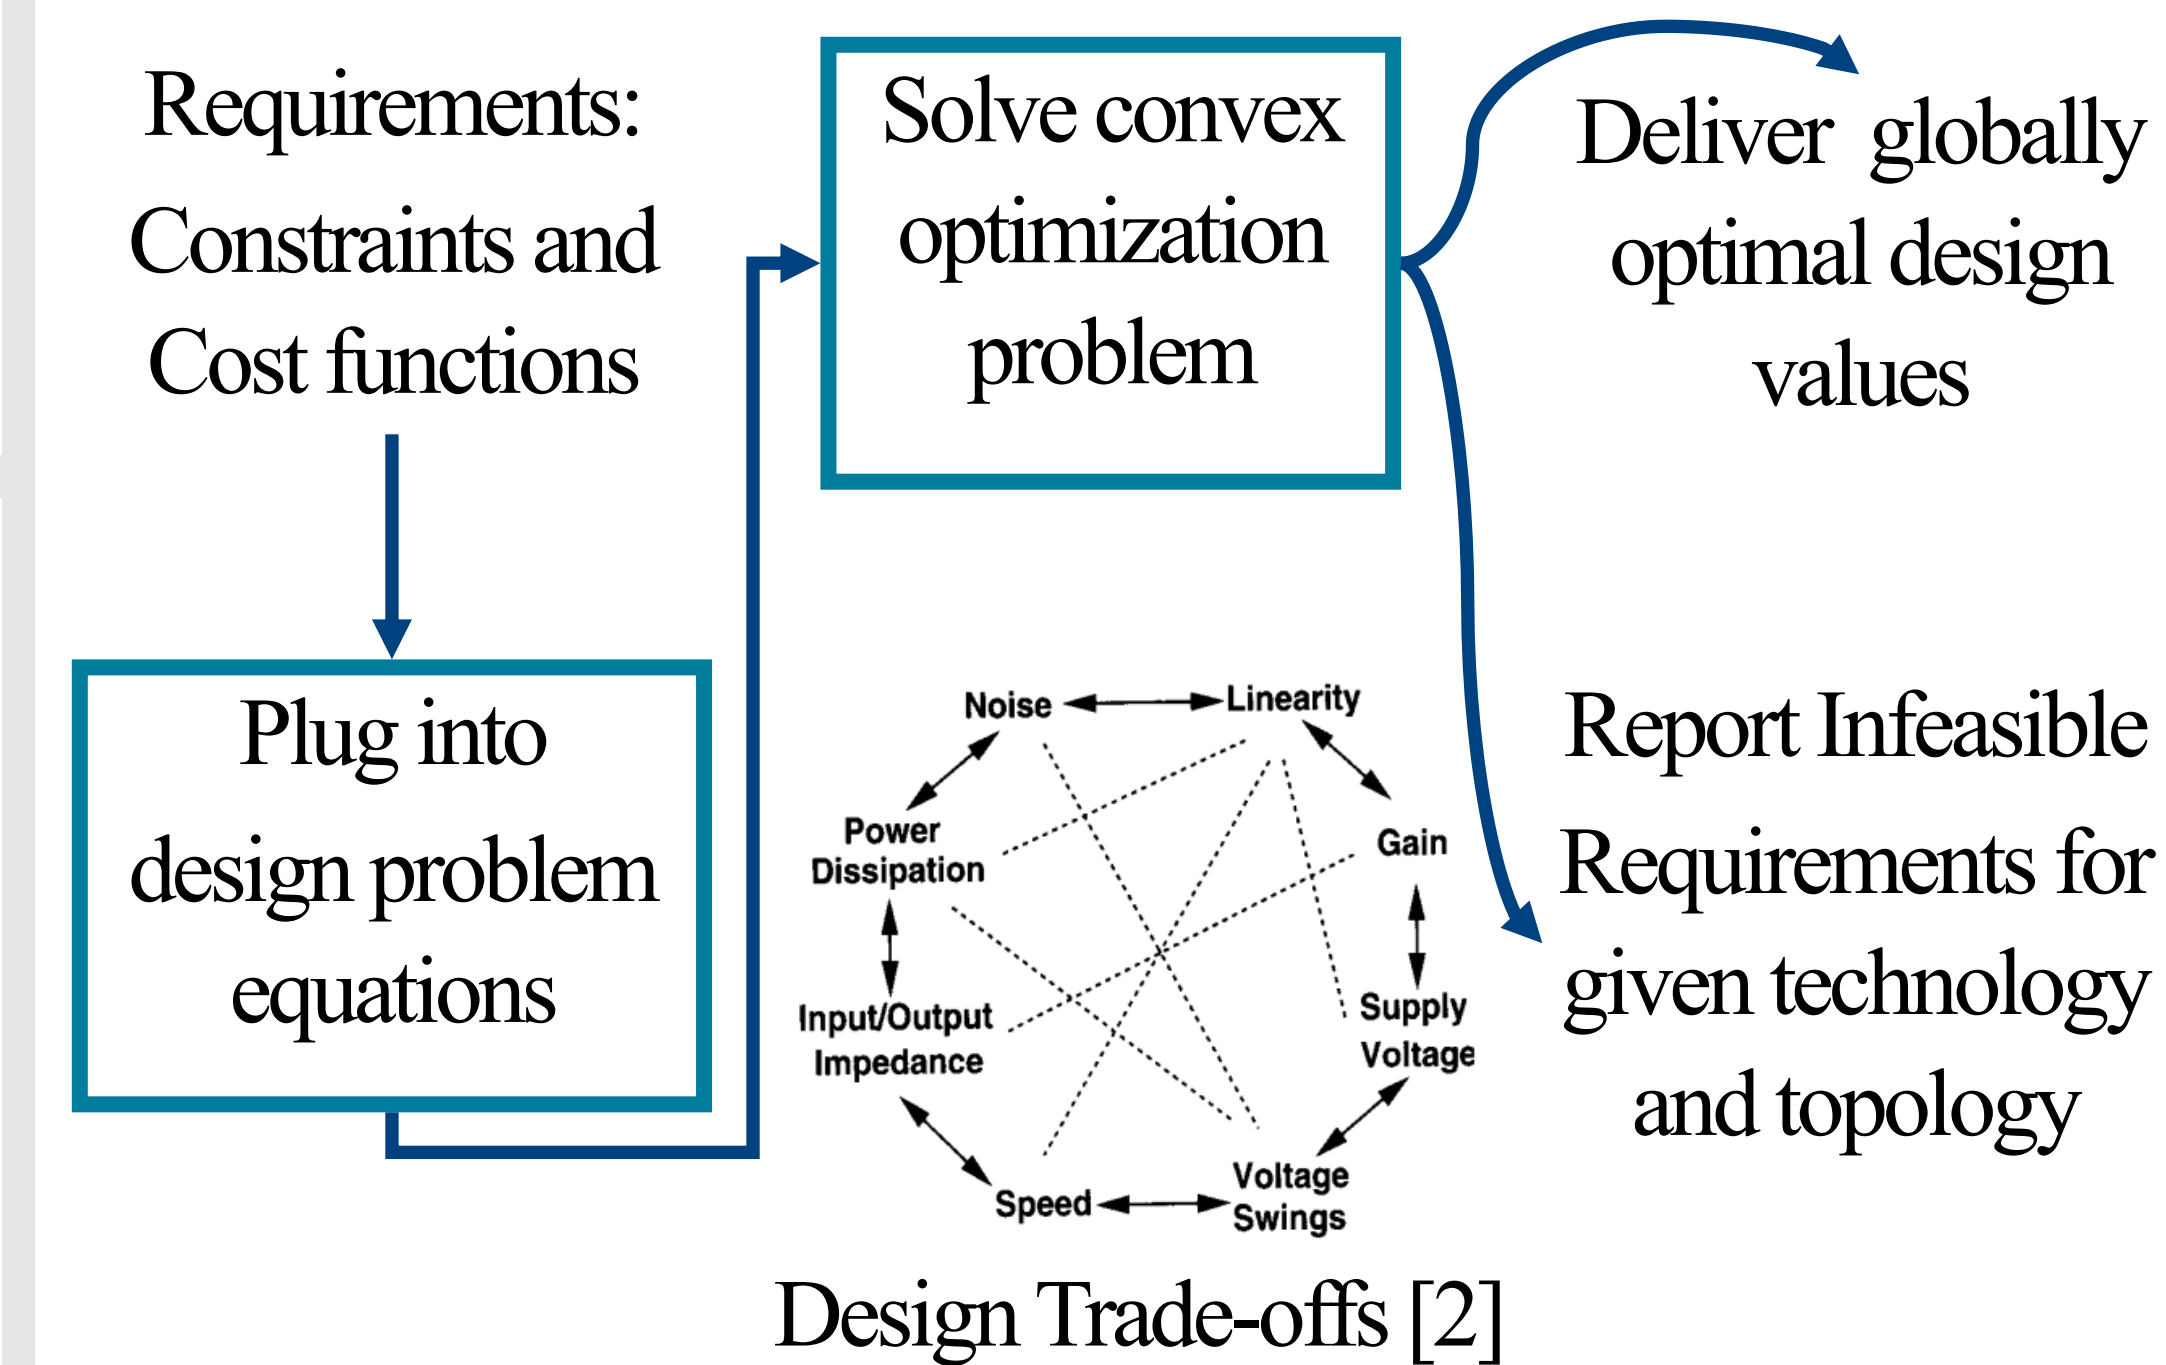 Requirements:
Constraints and
Cost functions
Plug into
design problem
equations
Solve convex
optimization
problem
Deliver globally
optimal design
values
Report Infeasible
Requirements for
given technology
and topology
Noise
Linearity
Power
Dissipation
Gain
Input/Output
Impedance
Supply
Voltage
Speed
Voltage
Swings
Design Trade-offs [2]